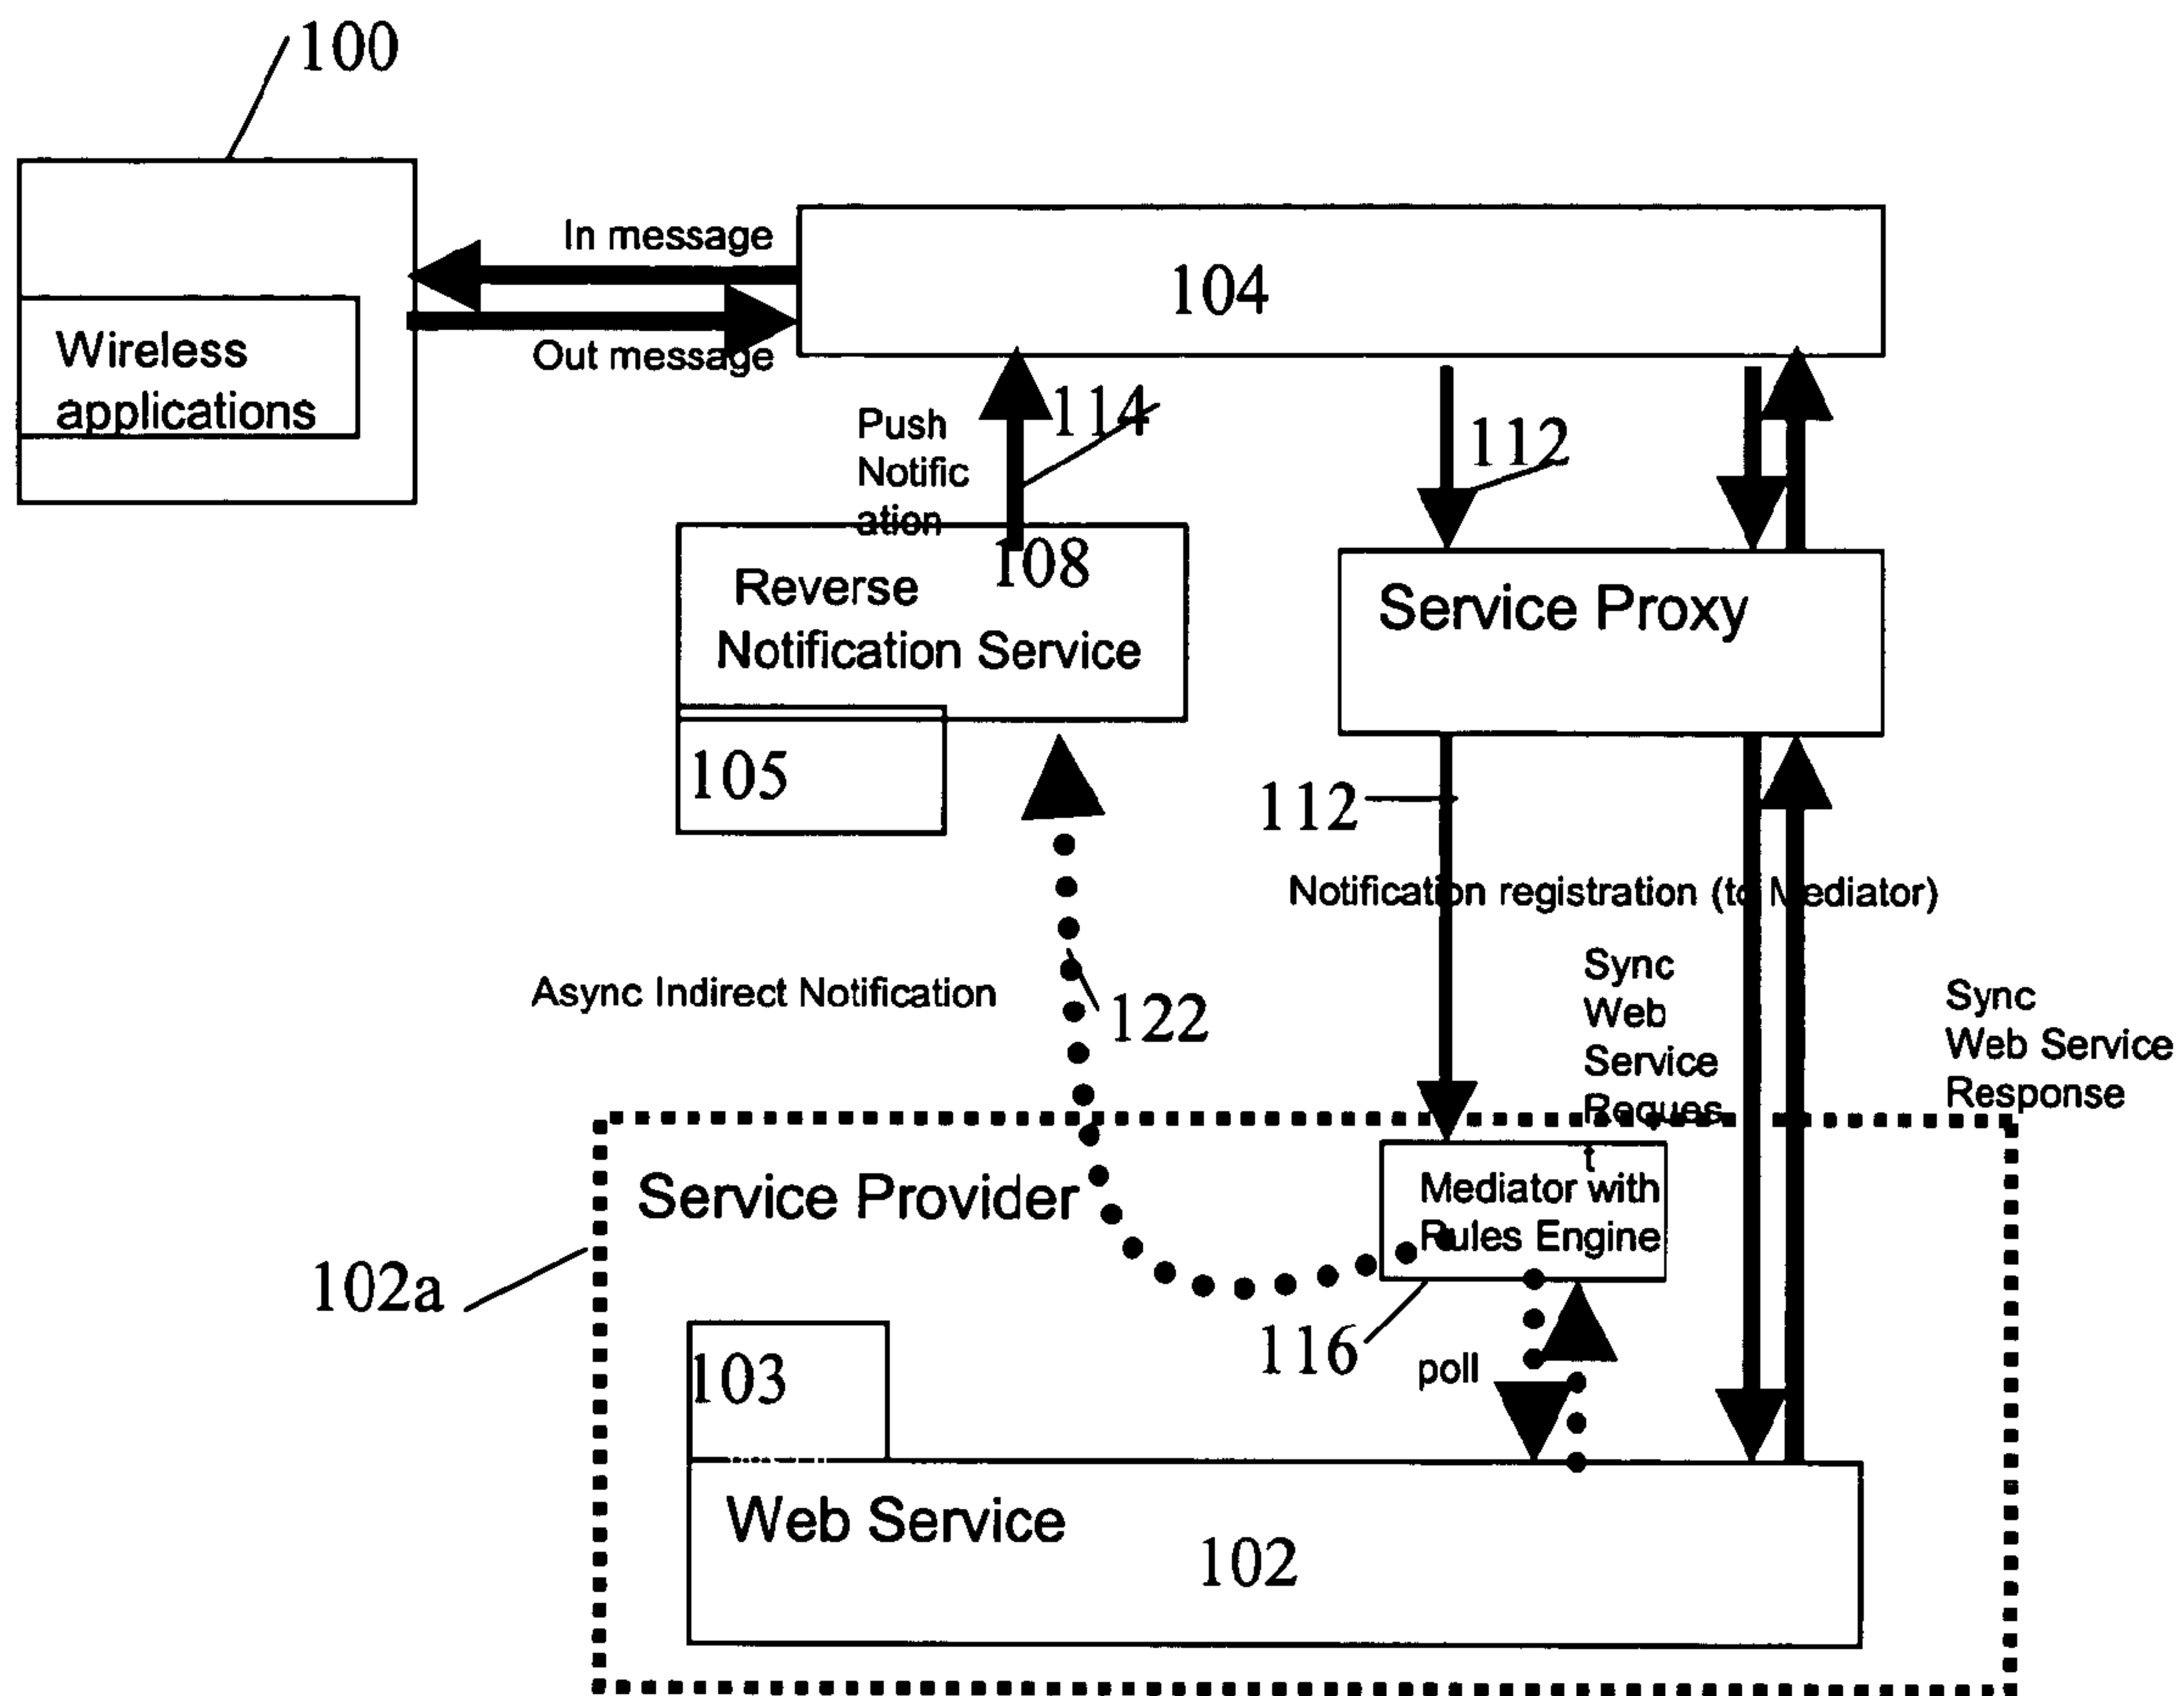 100
In message
104
Wireless
applications
Out message
Push
Notific
ation
114
112
108
Reverse
Notification Service
Service Proxy
105
112
Notification registration (to Mediator)
Async Indirect Notification
122
Sync
Web
Service
Reques
t
Sync
Web Service
Response
Service Provider
Mediator with
Rules Engine
102a
116
poll
103
Web Service
102